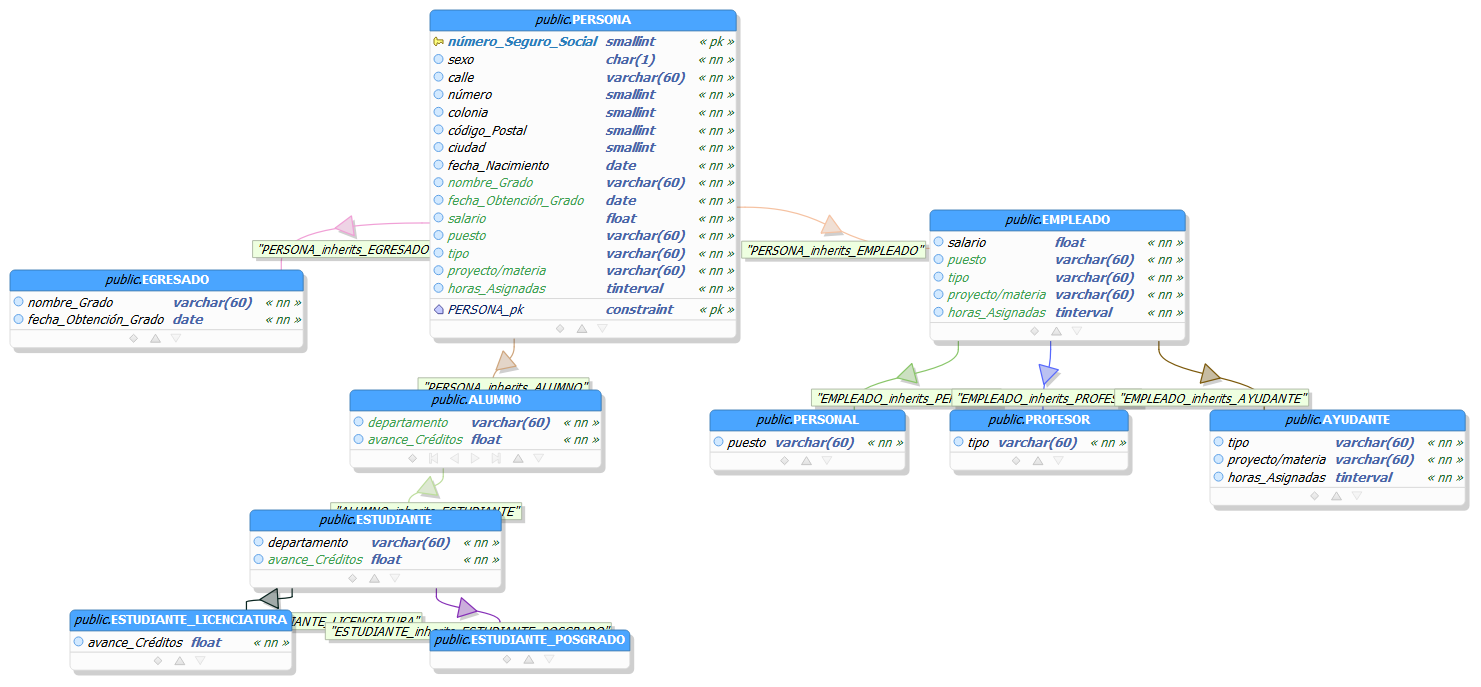 public.PERSONA
número_Seguro_Social smallint « pk »
sexo char(1) « nn »
calle varchar(60) « nn »
número smallint « nn »
colonia smallint « nn »
código_Postal smallint « nn »
ciudad smallint « nn »
fecha_Nacimiento date « nn »
nombre_Grado varchar(60) « nn »
fecha_Obtención_Grado date « nn »
salario float « nn »
puesto varchar(60) « nn »
tipo varchar(60) « nn »
proyecto/materia varchar(60) « nn »
horas_Asignadas tinterval « nn »
PERSONA_pk constraint « pk »
"PERSONA_inherits_EGRESADO
"PERSONA_inherits_EMPLEADO"
public.EGRESADO
nombre_Grado varchar(60) « nn »
fecha_Obtención_Grado date « nn »
public.EMPLEADO
salario float « nn »
puesto varchar(60) « nn »
tipo varchar(60) « nn »
proyecto/materia varchar(60) « nn »
horas_Asignadas tinterval « nn »
"PERSONA_inherits_ALUMNO"
public.ALUMNO
departamento varchar(60) « nn »
avance_Créditos float « nn »
"EMPLEADO_inherits_PE
"EMPLEADO_inherits_PROFES
"EMPLEADO_inherits_AYUDANTE"
public.PERSONAL
puesto varchar(60) « nn »
public.PROFESOR
tipo varchar(60) « nn »
public.AYUDANTE
tipo varchar(60) « nn »
proyecto/materia varchar(60) « nn »
horas_Asignadas tinterval « nn »
"ALUMNO_inherits_ESTUDIANTE"
public.ESTUDIANTE
departamento varchar(60) « nn »
avance_Créditos float « nn »
IANTE_LICENCIATURA"
"ESTUDIANTE_inherits_ESTUDIANTE_POSGRADO"
public.ESTUDIANTE_LICENCIATURA
avance_Créditos float « nn »
public.ESTUDIANTE_POSGRADO